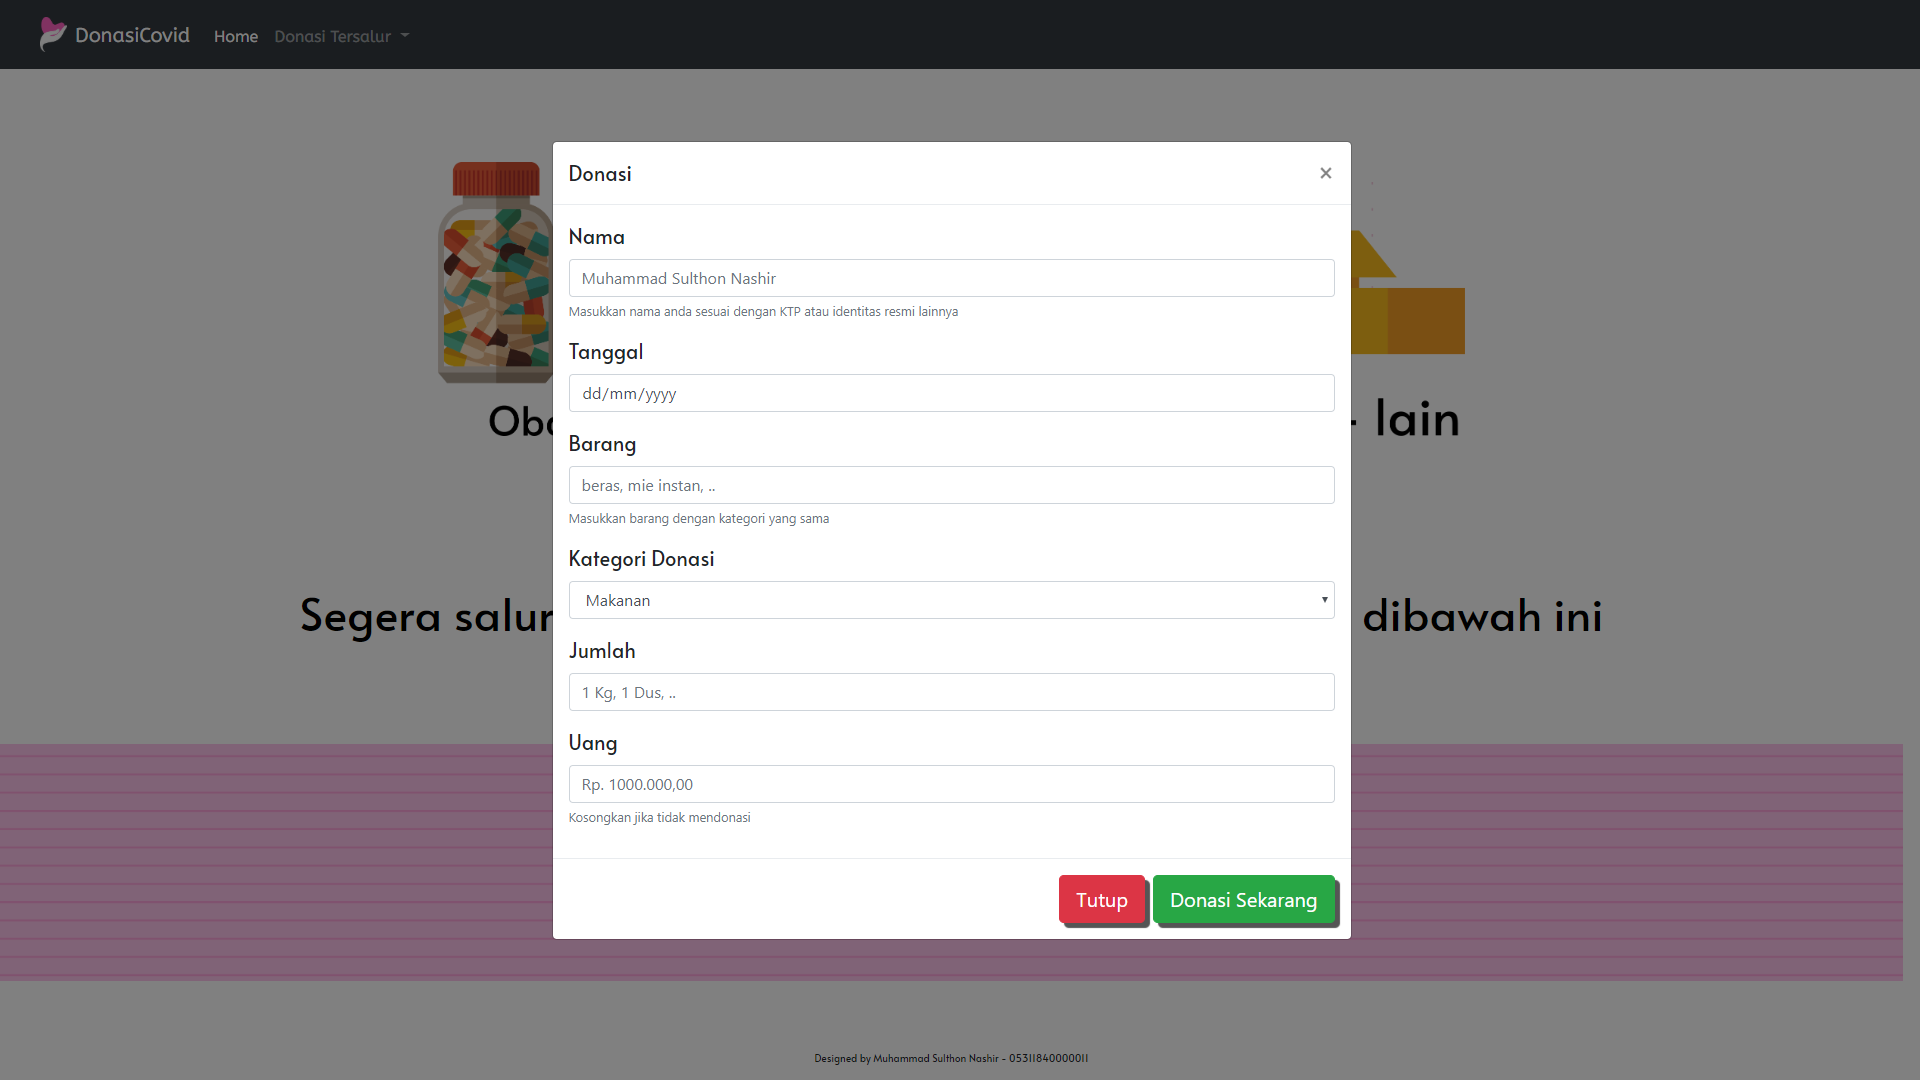 DonasiCovid Home Donasi Tersalur
Donasi ×
Nama
Muhammad Sulthon Nashir
Masukkan nama anda sesuai dengan KTP atau identitas resmi lainnya
Tanggal
dd/mm/yyyy
- lain
Barang
beras, mie instan, ..
Masukkan barang dengan kategori yang sama
Kategori Donasi
Makanan
Segera dibawah ini
Jumlah
1 Kg, 1 Dus, ..
Uang
Rp. 1000.000,00
Kosongkan jika tidak mendonasi
Tutup Donasi Sekarang
Designed by Muhammad Sulthon Nashir - 05311840000011